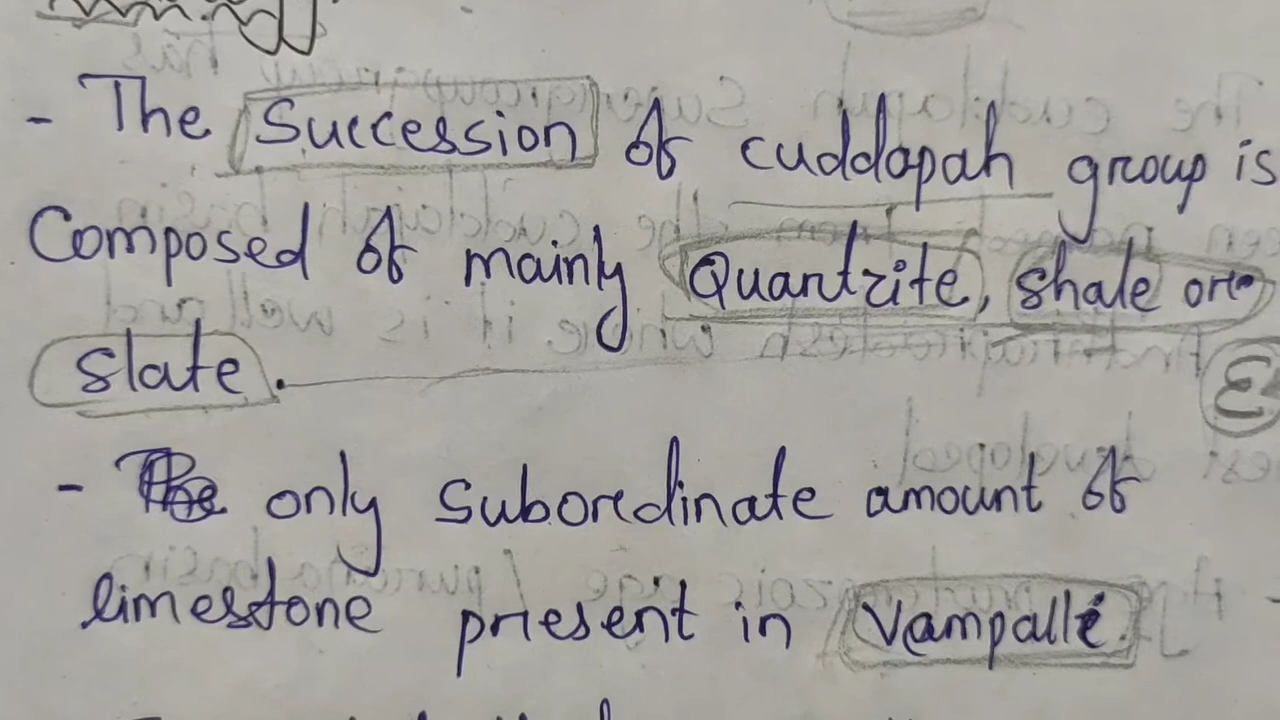 - The Succession of cuddapah group is
Composed of mainly Quartzite, shale or
slate.
- The only subordinate amount of
limestone present in Vampalli